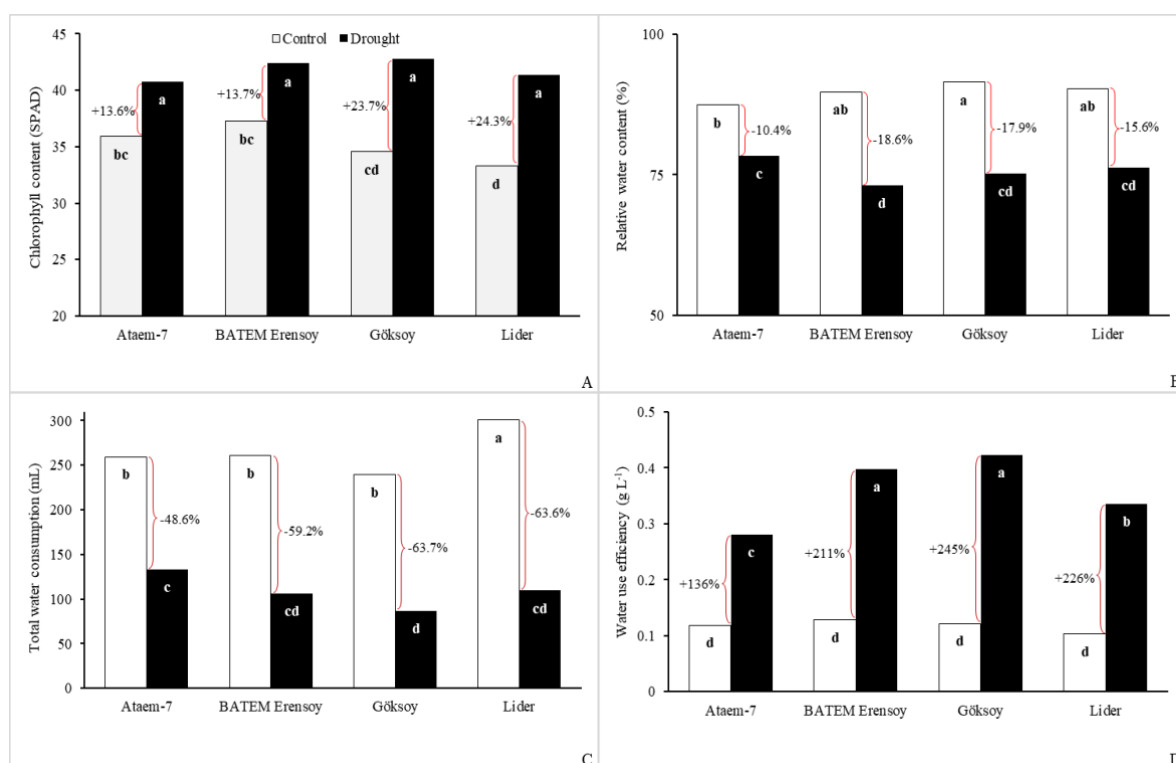 Control Drought
Chlorophyll content (SPAD)
45
40
35
30
25
20
+13.6%
+13.7%
+23.7%
+24.3%
bc
a
bc
a
cd
a
d
a
Ataem-7 BATEM Erensoy Göksoy Lider
A
Relative water content (%)
100
75
50
b
-10.4%
c
ab
-18.6%
d
a
-17.9%
cd
ab
-15.6%
cd
Ataem-7 BATEM Erensoy Göksoy Lider
Total water consumption (mL)
300
250
200
150
100
50
0
b
-48.6%
c
b
-59.2%
cd
b
-63.7%
d
a
-63.6%
cd
Ataem-7 BATEM Erensoy Göksoy Lider
C
Water use efficiency (g L⁻¹)
0.5
0.4
0.3
0.2
0.1
0
+136%
d
c
+211%
d
a
+245%
d
a
+226%
d
b
Ataem-7 BATEM Erensoy Göksoy Lider